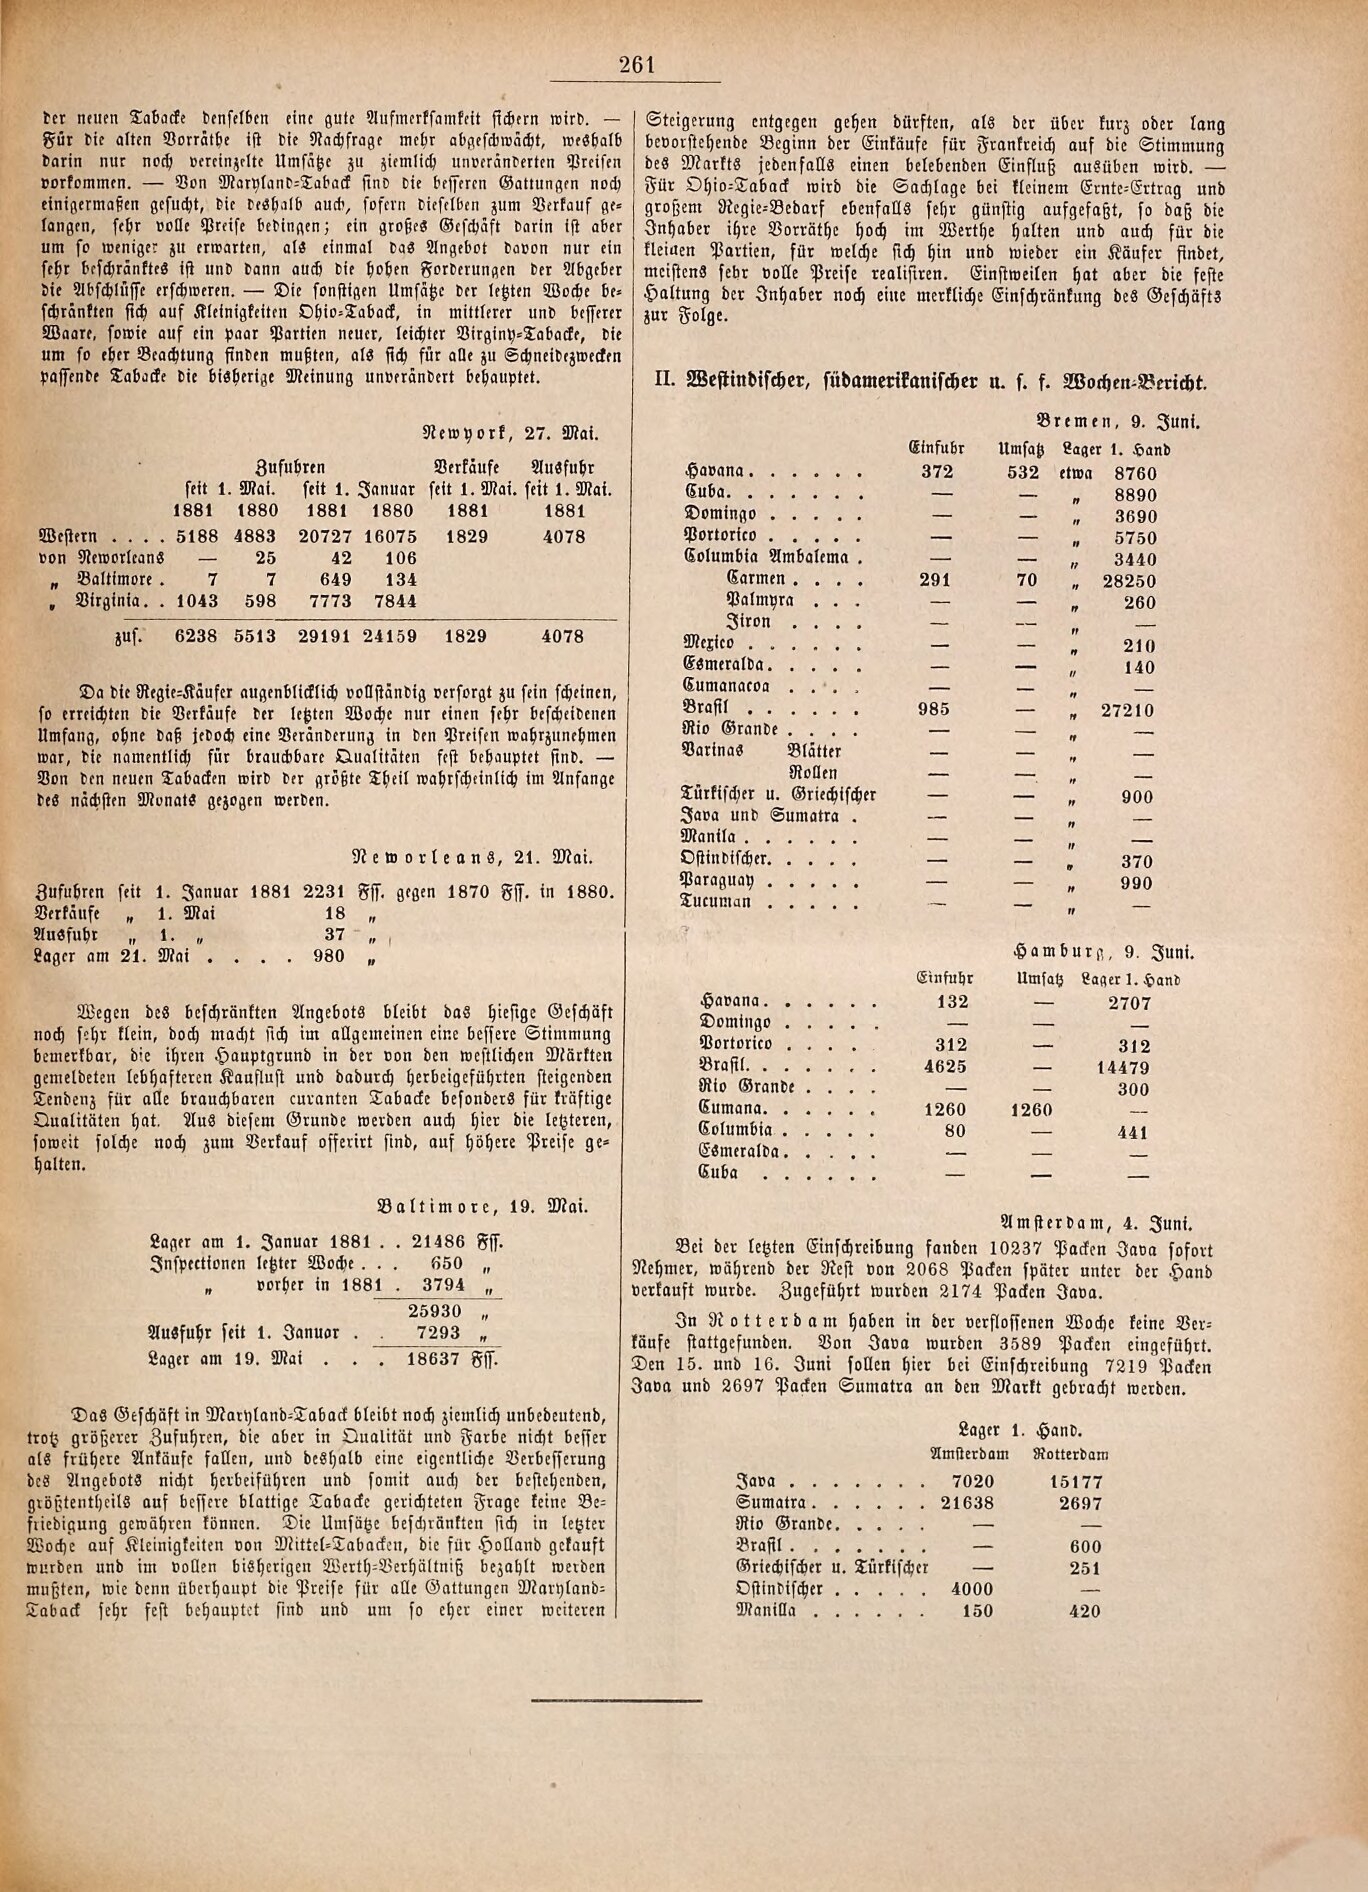 261
der neuen Tabacke denselben eine gute Aufmerksamkeit sichern wird. —
Für die alten Vorräthe ist die Nachfrage mehr abgeschwächt, weshalb
darin nur noch vereinzelte Umsätze zu ziemlich unveränderten Preisen
vorkommen. — Von Maryland-Taback sind die besseren Gattungen noch
einigermaßen gesucht, die deshalb auch, sofern dieselben zum Verkauf ge-
langen, sehr volle Preise bedingen; ein großes Geschäft darin ist aber
um so weniger zu erwarten, als einmal das Angebot davon nur ein
sehr beschränktes ist und dann auch die hohen Forderungen der Abgeber
die Abschlüsse erschweren. — Die sonstigen Umsätze der letzten Woche be-
schränkten sich auf Kleinigkeiten Ohio-Taback, in mittlerer und besserer
Waare, sowie auf ein paar Partien neuer, leichter Virginy-Tabacke, die
um so eher Beachtung finden mußten, als sich für alle zu Schneidezwecken
passende Tabacke die bisherige Meinung unverändert behauptet.
Newyork, 27. Mai.
Zufuhren Verkäufe Ausfuhr
seit 1. Mai. seit 1. Januar seit 1. Mai. seit 1. Mai.
1881 1880 1881 1880 1881 1881
Western . . . . 5188 4883 20727 16075 1829 4078
von Neworleans — 25 42 106
„ Baltimore . 7 7 649 134
„ Virginia. . 1043 598 7773 7844
zus. 6238 5513 29191 24159 1829 4078
Da die Regie-Käufer augenblicklich vollständig versorgt zu sein scheinen,
so erreichten die Verkäufe der letzten Woche nur einen sehr bescheidenen
Umfang, ohne daß jedoch eine Veränderung in den Preisen wahrzunehmen
war, die namentlich für brauchbare Qualitäten fest behauptet sind. —
Von den neuen Tabacken wird der größte Theil wahrscheinlich im Anfange
des nächsten Monats gezogen werden.
Neworleans, 21. Mai.
Zufuhren seit 1. Januar 1881 2231 Fss. gegen 1870 Fss. in 1880.
Verkäufe „ 1. Mai 18 „
Ausfuhr „ 1. „ 37 „
Lager am 21. Mai . . . . 980 „
Wegen des beschränkten Angebots bleibt das hiesige Geschäft
noch sehr klein, doch macht sich im allgemeinen eine bessere Stimmung
bemerkbar, die ihren Hauptgrund in der von den westlichen Märkten
gemeldeten lebhafteren Kauflust und dadurch herbeigeführten steigenden
Tendenz für alle brauchbaren curanten Tabacke besonders für kräftige
Qualitäten hat. Aus diesem Grunde werden auch hier die letzteren,
soweit solche noch zum Verkauf offerirt sind, auf höhere Preise ge-
halten.
Baltimore, 19. Mai.
Lager am 1. Januar 1881 . . 21486 Fss.
Inspectionen letzter Woche . . . 650 „
„ vorher in 1881 . 3794 „
25930 „
Ausfuhr seit 1. Januar . . 7293 „
Lager am 19. Mai . . . 18637 Fss.
Das Geschäft in Maryland-Taback bleibt noch ziemlich unbedeutend,
trotz größerer Zufuhren, die aber in Qualität und Farbe nicht besser
als frühere Ankäufe fallen, und deshalb eine eigentliche Verbesserung
des Angebots nicht herbeiführen und somit auch der bestehenden,
größtentheils auf bessere blattige Tabacke gerichteten Frage keine Be-
friedigung gewähren können. Die Umsätze beschränkten sich in letzter
Woche auf Kleinigkeiten von Mittel-Tabacken, die für Holland gekauft
wurden und im vollen bisherigen Werth-Verhältniß bezahlt werden
mußten, wie denn überhaupt die Preise für alle Gattungen Maryland-
Taback sehr fest behauptet sind und um so eher einer weiteren
Steigerung entgegen gehen dürften, als der über kurz oder lang
bevorstehende Beginn der Einkäufe für Frankreich auf die Stimmung
des Markts jedenfalls einen belebenden Einfluß ausüben wird. —
Für Ohio-Taback wird die Sachlage bei kleinem Ernte-Ertrag und
großem Regie-Bedarf ebenfalls sehr günstig aufgefaßt, so daß die
Inhaber ihre Vorräthe hoch im Werthe halten und auch für die
kleinen Partien, für welche sich hin und wieder ein Käufer findet,
meistens sehr volle Preise realisiren. Einstweilen hat aber die feste
Haltung der Inhaber noch eine merkliche Einschränkung des Geschäfts
zur Folge.
II. Westindischer, südamerikanischer u. s. f. Wochen-Bericht.
Bremen, 9. Juni.
Einfuhr Umsatz Lager 1. Hand
Havana. . . . . . 372 532 etwa 8760
Cuba. . . . . . . — — „ 8890
Domingo . . . . . — — „ 3690
Portorico . . . . . — — „ 5750
Columbia Ambalema . — — „ 3440
Carmen . . . . 291 70 „ 28250
Palmyra . . . — — „ 260
Jiron . . . . — — „ —
Mexico . . . . . . — — „ 210
Esmeralda. . . . . — — „ 140
Cumanacoa . . . . — — „ —
Brasil . . . . . . 985 — „ 27210
Rio Grande . . . . — — „ —
Varinas Blätter — — „ —
Rollen — — „ —
Türkischer u. Griechischer — — „ 900
Java und Sumatra . — — „ —
Manila . . . . . . — — „ —
Ostindischer. . . . . — — „ 370
Paraguay . . . . . — — „ 990
Tucuman . . . . . — — „ —
Hamburg, 9. Juni.
Einfuhr Umsatz Lager 1. Hand
Havana. . . . . . 132 — 2707
Domingo . . . . . — — —
Portorico . . . . 312 — 312
Brasil. . . . . . . 4625 — 14479
Rio Grande . . . . — — 300
Cumana. . . . . . 1260 1260 —
Columbia . . . . . 80 — 441
Esmeralda. . . . . — — —
Cuba . . . . . . — — —
Amsterdam, 4. Juni.
Bei der letzten Einschreibung fanden 10237 Packen Java sofort
Nehmer, während der Rest von 2068 Packen später unter der Hand
verkauft wurde. Zugeführt wurden 2174 Packen Java.
In Rotterdam haben in der verflossenen Woche keine Ver-
käufe stattgefunden. Von Java wurden 3589 Packen eingeführt.
Den 15. und 16. Juni sollen hier bei Einschreibung 7219 Packen
Java und 2697 Packen Sumatra an den Markt gebracht werden.
Lager 1. Hand.
Amsterdam Rotterdam
Java . . . . . . . 7020 15177
Sumatra. . . . . . 21638 2697
Rio Grande. . . . . — —
Brasil. . . . . . . — 600
Griechischer u. Türkischer — 251
Ostindischer . . . . . 4000 —
Manilla . . . . . . 150 420